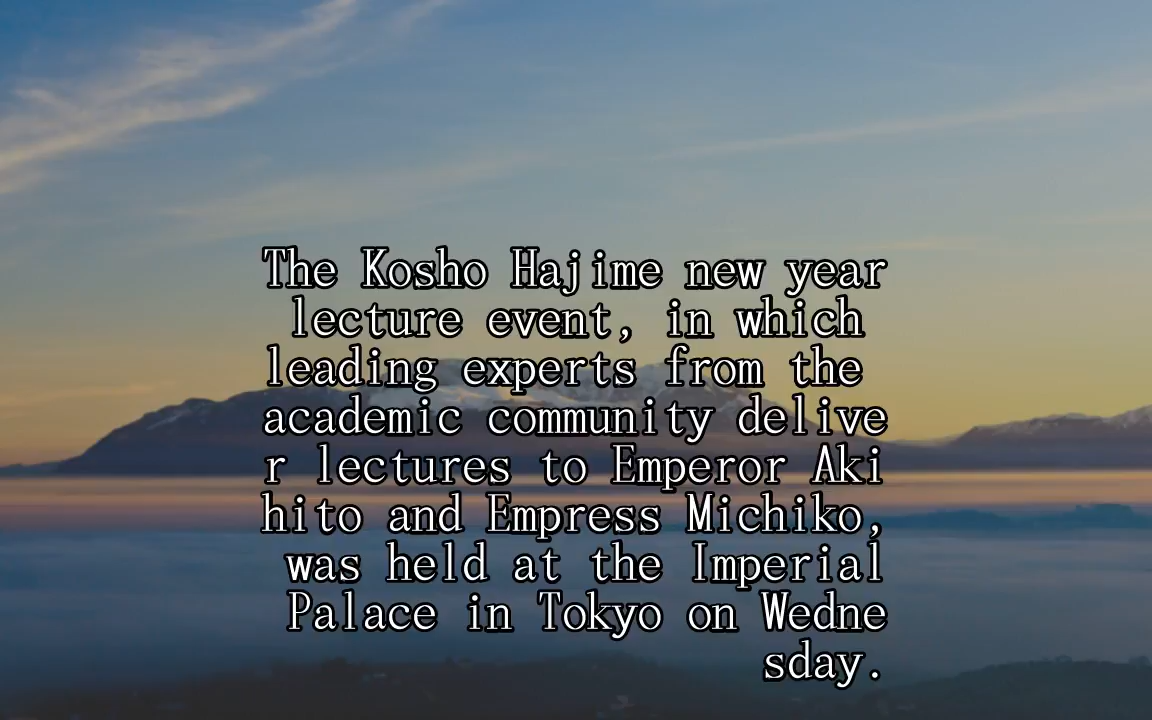 The Kosho Hajime new year
lecture event, in which
leading experts from the
academic community delive
r lectures to Emperor Aki
hito and Empress Michiko,
was held at the Imperial
Palace in Tokyo on Wedne
sday.